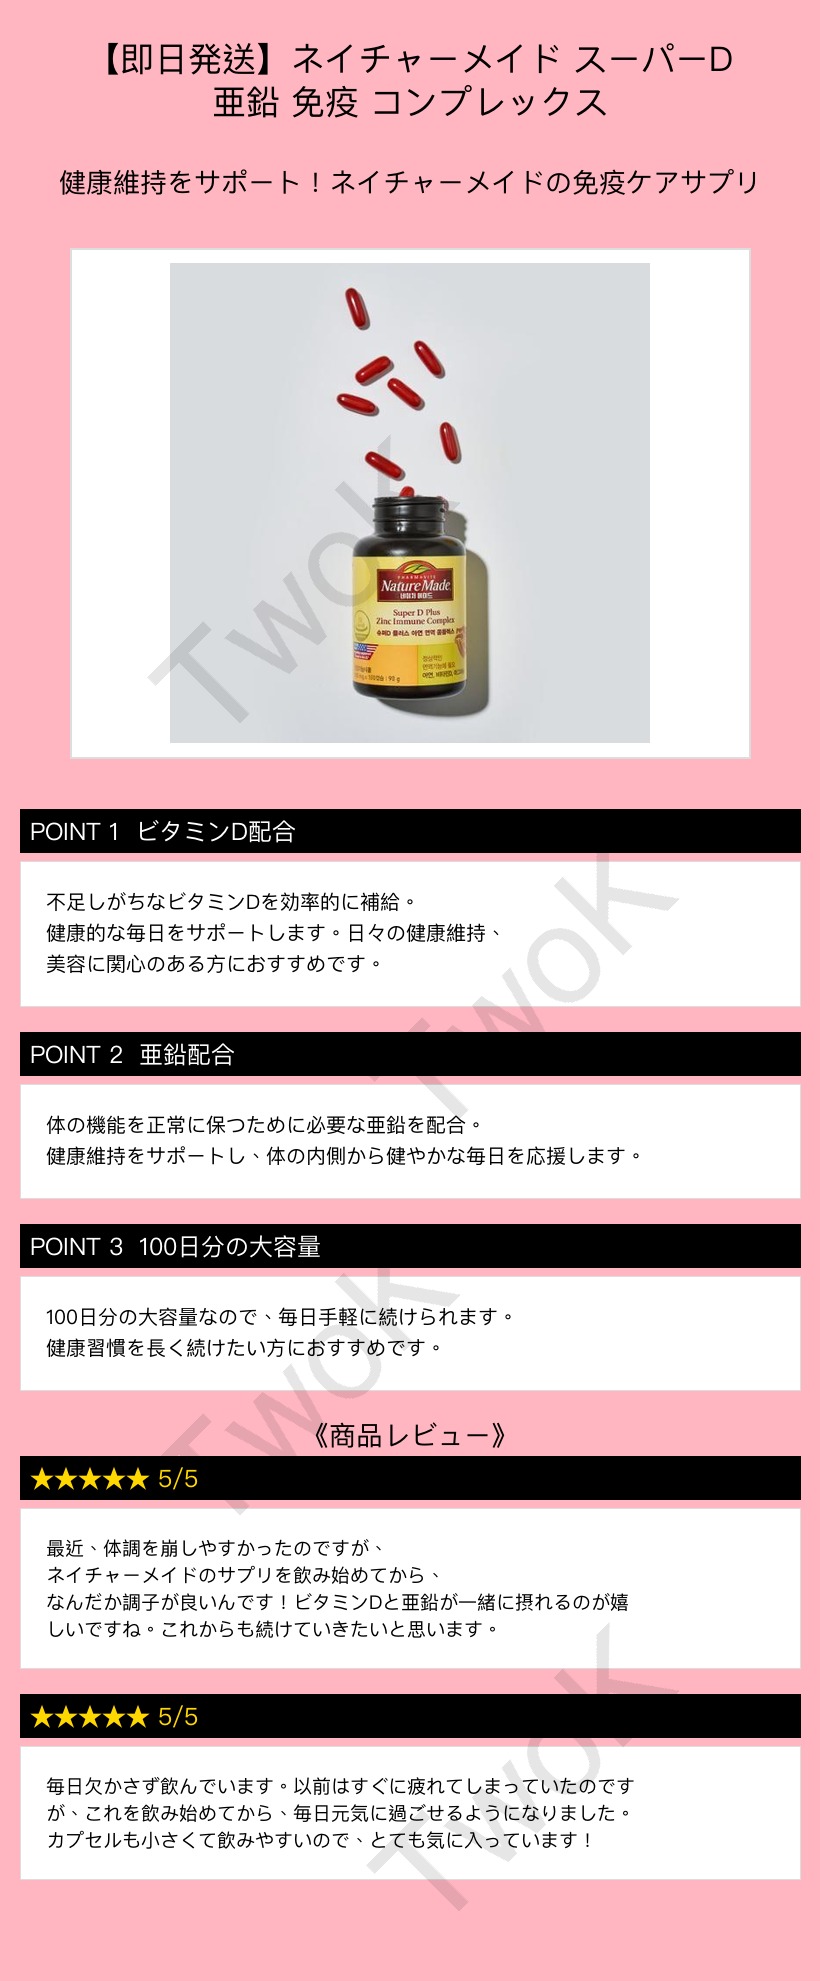 【即日発送】ネイチャーメイド スーパーD
亜鉛 免疫 コンプレックス
健康維持をサポート！ネイチャーメイドの免疫ケアサプリ
PHARMAVITE
Nature Made
네이처 메이드
Super D Plus
Zinc Immune Complex
슈퍼D 플러스 아연 면역 콤플렉스
정상적인
면역기능에 필요
아연, 비타민D,
98 g
TwoK
POINT 1 ビタミンD配合
不足しがちなビタミンDを効率的に補給。
健康的な毎日をサポートします。日々の健康維持、
美容に関心のある方におすすめです。
TwoK
POINT 2 亜鉛配合
体の機能を正常に保つために必要な亜鉛を配合。
健康維持をサポートし、体の内側から健やかな毎日を応援します。
POINT 3 100日分の大容量
100日分の大容量なので、毎日手軽に続けられます。
健康習慣を長く続けたい方におすすめです。
TwoK
《商品レビュー》
★★★★★ 5/5
最近、体調を崩しやすかったのですが、
ネイチャーメイドのサプリを飲み始めてから、
なんだか調子が良いんです！ビタミンDと亜鉛が一緒に摂れるのが嬉
しいですね。これからも続けていきたいと思います。
★★★★★ 5/5
毎日欠かさず飲んでいます。以前はすぐに疲れてしまっていたのです
が、これを飲み始めてから、毎日元気に過ごせるようになりました。
カプセルも小さくて飲みやすいので、とても気に入っています！
TwoK